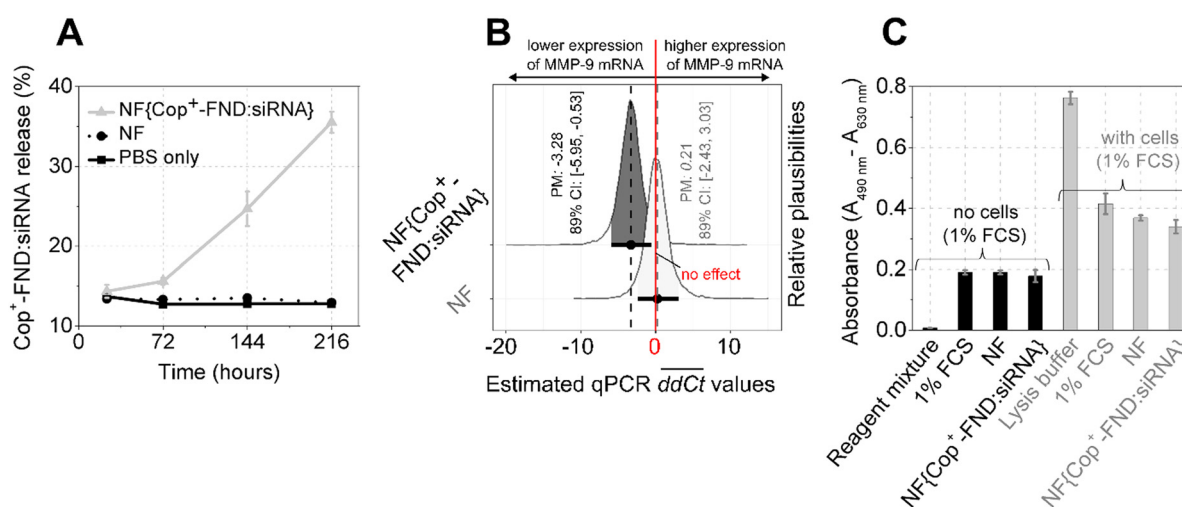 A
Cop⁺-FND:siRNA release (%)
40
30
20
10
NF{Cop⁺-FND:siRNA}
NF
PBS only
0 72 144 216
Time (hours)
B
lower expression of MMP-9 mRNA
higher expression of MMP-9 mRNA
NF{Cop⁺-
FND:siRNA}
NF
PM: -3.28
89% CI: [-5.95, -0.53]
PM: 0.21
89% CI: [-2.43, 3.03]
no effect
Relative plausibilities
-20 -10 0 10
Estimated qPCR ddCt values
C
Absorbance (A490 nm - A630 nm)
0.8
0.6
0.4
0.2
0.0
no cells
(1% FCS)
with cells
(1% FCS)
Reagent mixture
1% FCS
NF
NF{Cop⁺-FND:siRNA}
Lysis buffer
1% FCS
NF
NF{Cop⁺-FND:siRNA}